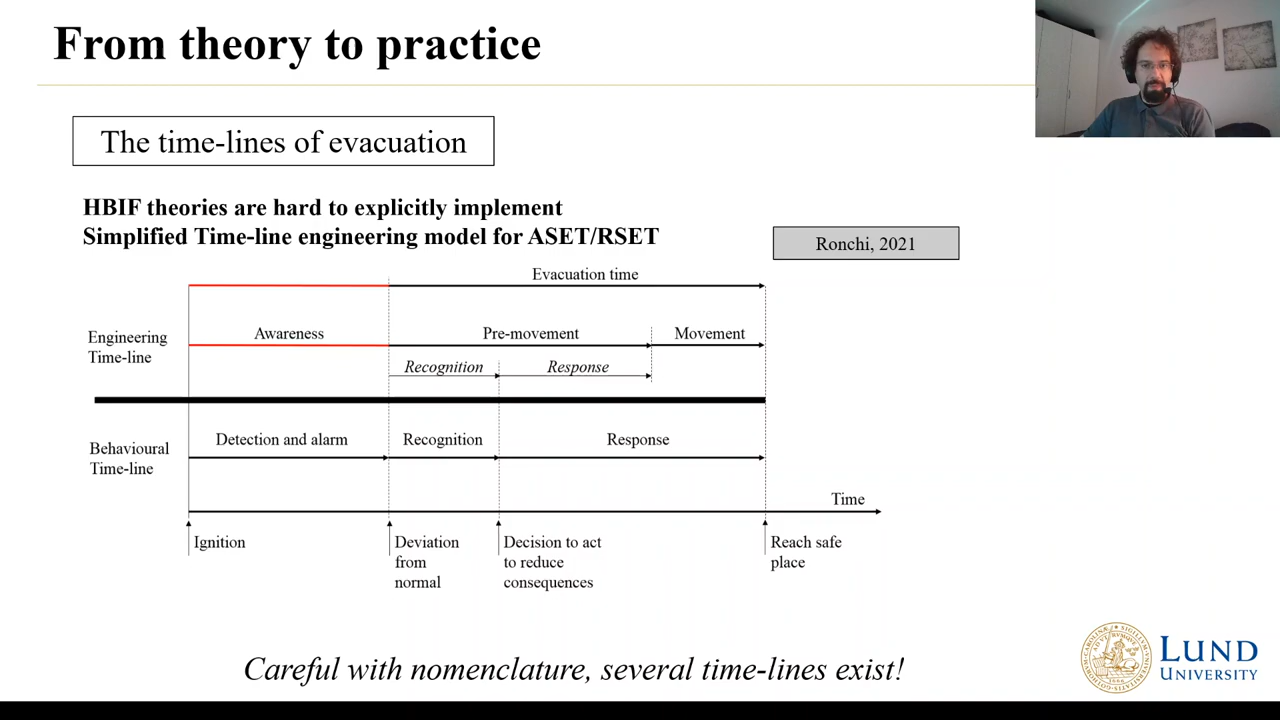 From theory to practice
The time-lines of evacuation
HBIF theories are hard to explicitly implement
Simplified Time-line engineering model for ASET/RSET
Ronchi, 2021
Evacuation time
Engineering
Time-line
Awareness
Pre-movement
Movement
Recognition
Response
Behavioural
Time-line
Detection and alarm
Recognition
Response
Time
Ignition
Deviation
from
normal
Decision to act
to reduce
consequences
Reach safe
place
Careful with nomenclature, several time-lines exist!
LUND
UNIVERSITY